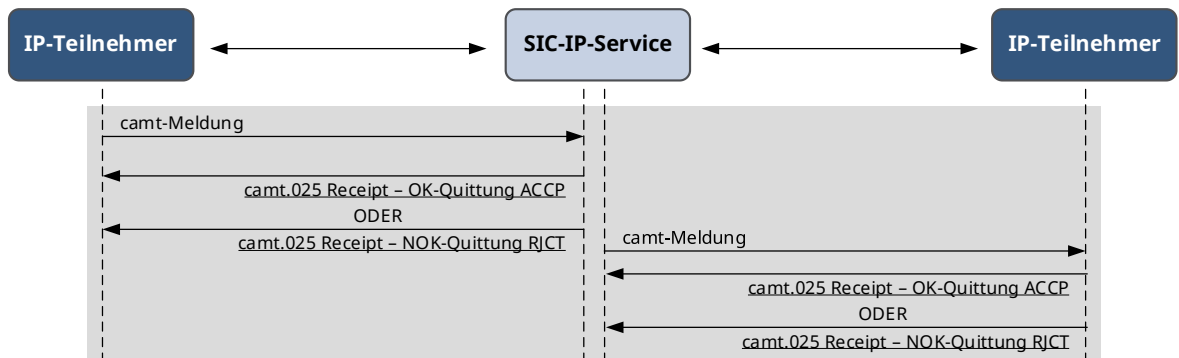 IP-Teilnehmer
SIC-IP-Service
IP-Teilnehmer
camt-Meldung
camt.025 Receipt – OK-Quittung ACCP
ODER
camt.025 Receipt – NOK-Quittung RJCT
camt-Meldung
camt.025 Receipt – OK-Quittung ACCP
ODER
camt.025 Receipt – NOK-Quittung RJCT